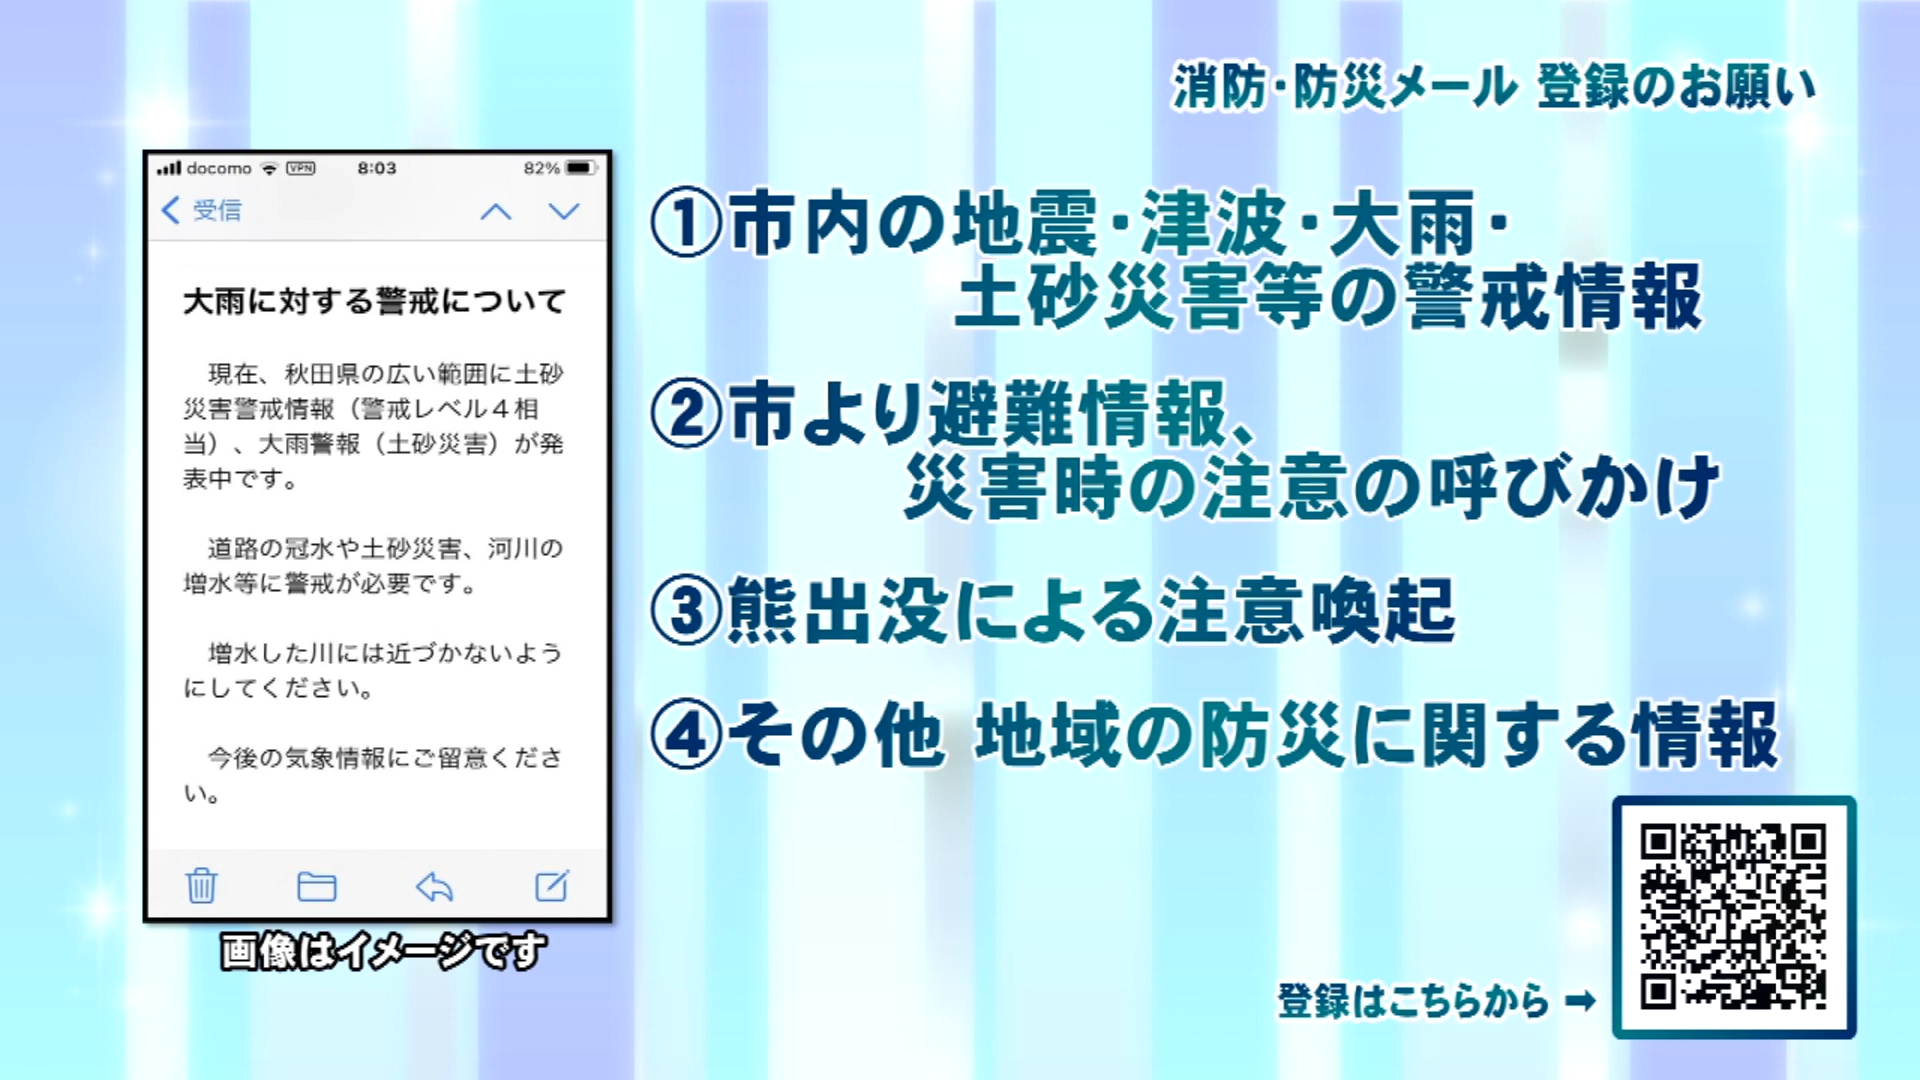 消防・防災メール 登録のお願い
docomo VPN 8:03 82%
受信
大雨に対する警戒について
現在、秋田県の広い範囲に土砂
災害警戒情報（警戒レベル４相
当）、大雨警報（土砂災害）が発
表中です。
道路の冠水や土砂災害、河川の
増水等に警戒が必要です。
増水した川には近づかないよう
にしてください。
今後の気象情報にご留意くださ
い。
画像はイメージです
①市内の地震・津波・大雨・
土砂災害等の警戒情報
②市より避難情報、
災害時の注意の呼びかけ
③熊出没による注意喚起
④その他 地域の防災に関する情報
登録はこちらから ➡